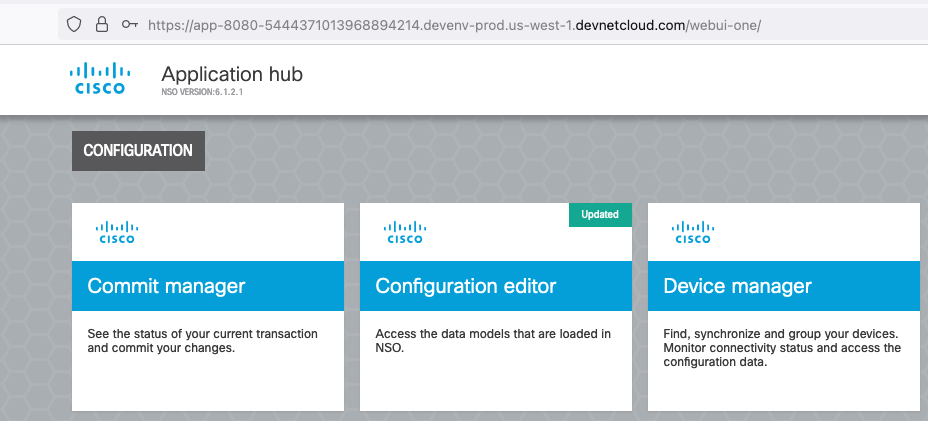 https://app-8080-5444371013968894214.devenv-prod.us-west-1.devnetcloud.com/webui-one/
CISCO
Application hub
NSO VERSION:6.1.2.1
CONFIGURATION
CISCO
Commit manager
See the status of your current transaction
and commit your changes.
Updated
CISCO
Configuration editor
Access the data models that are loaded in
NSO.
CISCO
Device manager
Find, synchronize and group your devices.
Monitor connectivity status and access the
configuration data.